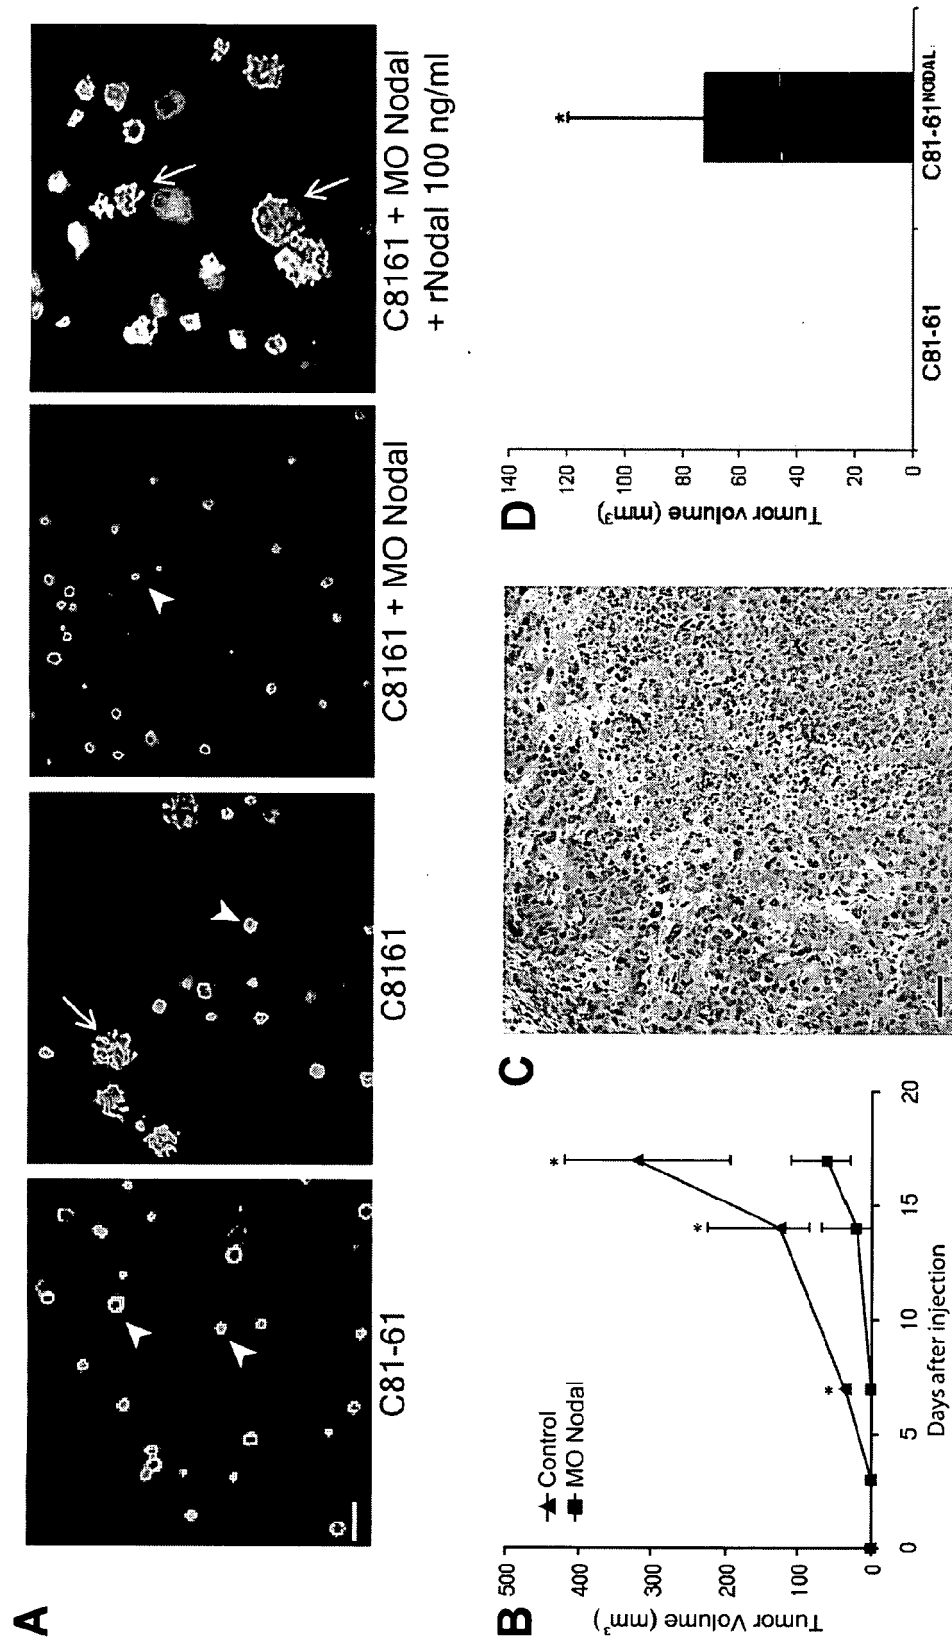 A
C81-61
C8161
C8161 + MO Nodal
C8161 + MO Nodal
+ rNodal 100 ng/ml
B
Tumor Volume (mm³)
500
400
300
200
100
0
Control
MO Nodal
*
*
*
0
5
10
15
20
Days after injection
C
D
Tumor volume (mm³)
140
120
100
80
60
40
20
0
*
C81-61
C81-61 NODAL